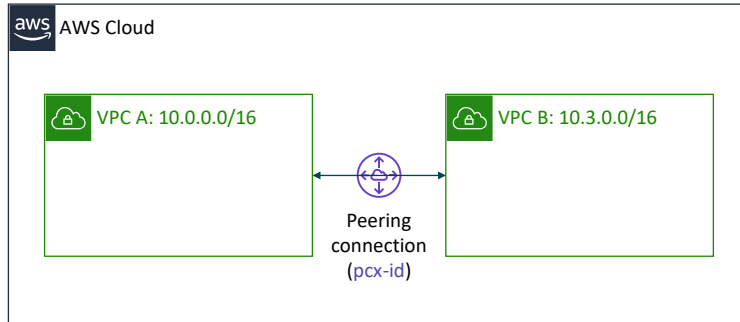 aws
AWS Cloud
VPC A: 10.0.0.0/16
VPC B: 10.3.0.0/16
Peering
connection
(pcx-id)